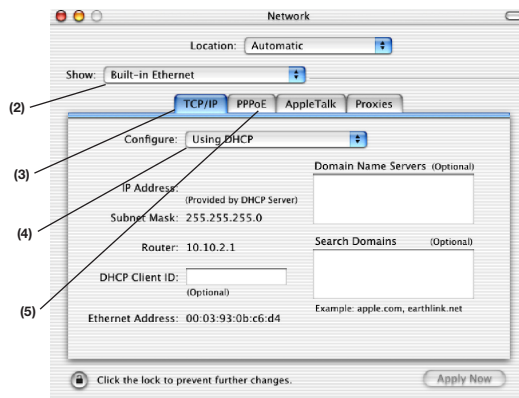 Network
Location: Automatic
Show: Built-in Ethernet
(2)
TCP/IP PPPoE AppleTalk Proxies
Configure: Using DHCP
(3)
Domain Name Servers (Optional)
IP Address:
(Provided by DHCP Server)
(4)
Subnet Mask: 255.255.255.0
Router: 10.10.2.1
Search Domains (Optional)
DHCP Client ID:
(5)
(Optional)
Example: apple.com, earthlink.net
Ethernet Address: 00:03:93:0b:c6:d4
Click the lock to prevent further changes.
Apply Now